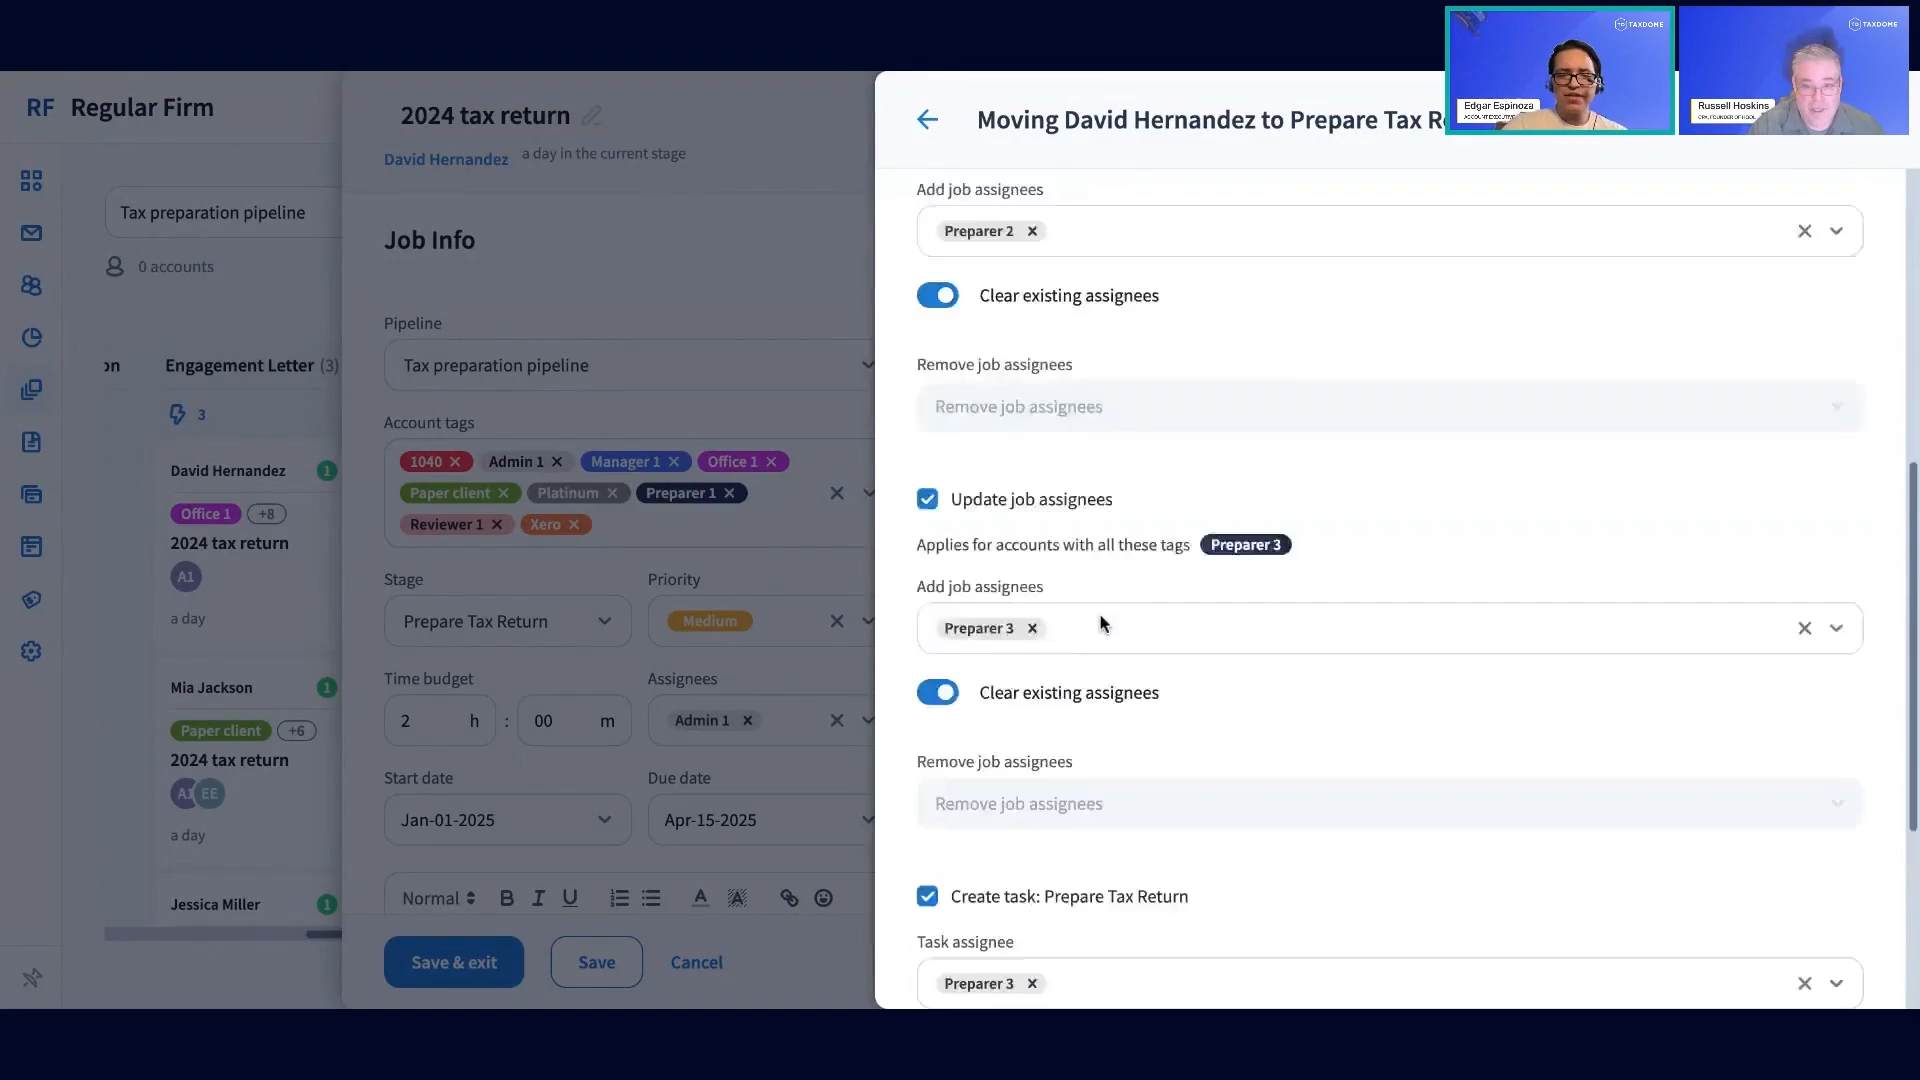 TAXDOME
TAXDOME
Edgar Espinoza
ACCOUNT EXECUTIVE
Russell Hoskins
CPA, FOUNDER OF
RF Regular Firm
Tax preparation pipeline
0 accounts
on
Engagement Letter (3)
3
David Hernandez 1
Office 1 +8
2024 tax return
A1
a day
Mia Jackson 1
Paper client +6
2024 tax return
A1 EE
a day
Jessica Miller 1
2024 tax return
David Hernandez a day in the current stage
Job Info
Pipeline
Tax preparation pipeline
Account tags
1040 Admin 1 Manager 1 Office 1
Paper client Platinum Preparer 1
Reviewer 1 Xero
Stage Priority
Prepare Tax Return Medium
Time budget Assignees
2 h : 00 m Admin 1
Start date Due date
Jan-01-2025 Apr-15-2025
Normal B I U A A
Save & exit Save Cancel
Moving David Hernandez to Prepare Tax R
Add job assignees
Preparer 2
Clear existing assignees
Remove job assignees
Remove job assignees
Update job assignees
Applies for accounts with all these tags Preparer 3
Add job assignees
Preparer 3
Clear existing assignees
Remove job assignees
Remove job assignees
Create task: Prepare Tax Return
Task assignee
Preparer 3